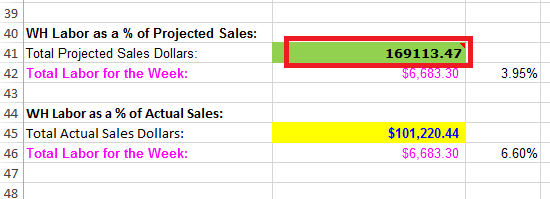 39
40 WH Labor as a % of Projected Sales:
41 Total Projected Sales Dollars: 169113.47
42 Total Labor for the Week: $6,683.30 3.95%
43
44 WH Labor as a % of Actual Sales:
45 Total Actual Sales Dollars: $101,220.44
46 Total Labor for the Week: $6,683.30 6.60%
47
48